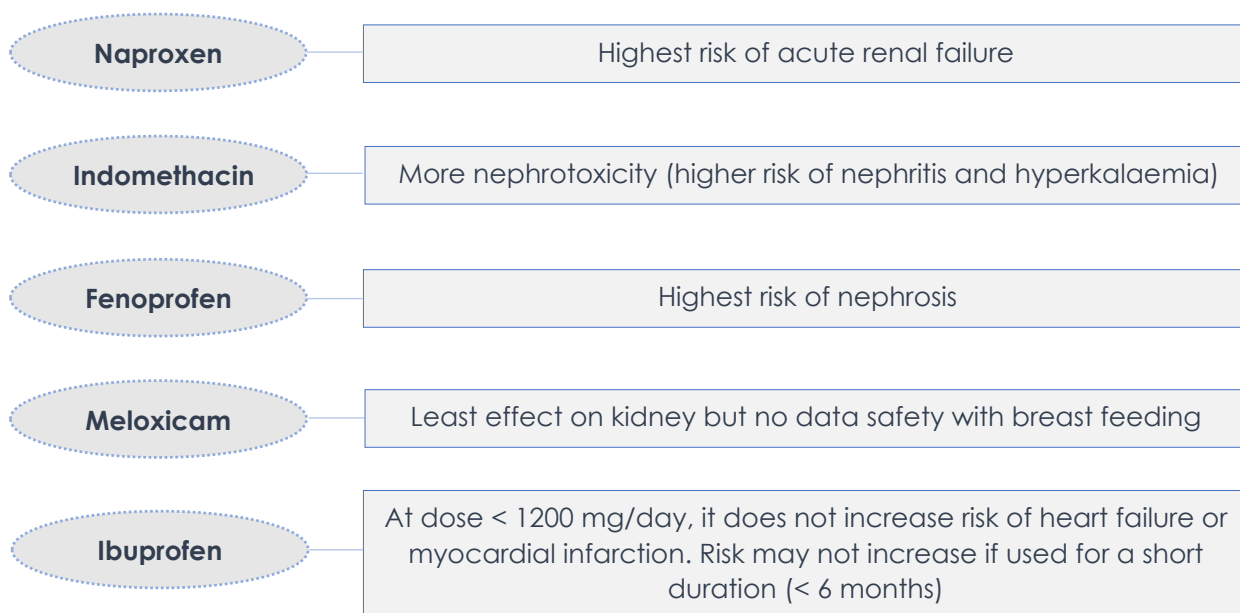 Naproxen
Highest risk of acute renal failure
Indomethacin
More nephrotoxicity (higher risk of nephritis and hyperkalaemia)
Fenoprofen
Highest risk of nephrosis
Meloxicam
Least effect on kidney but no data safety with breast feeding
Ibuprofen
At dose < 1200 mg/day, it does not increase risk of heart failure or
myocardial infarction. Risk may not increase if used for a short
duration (< 6 months)